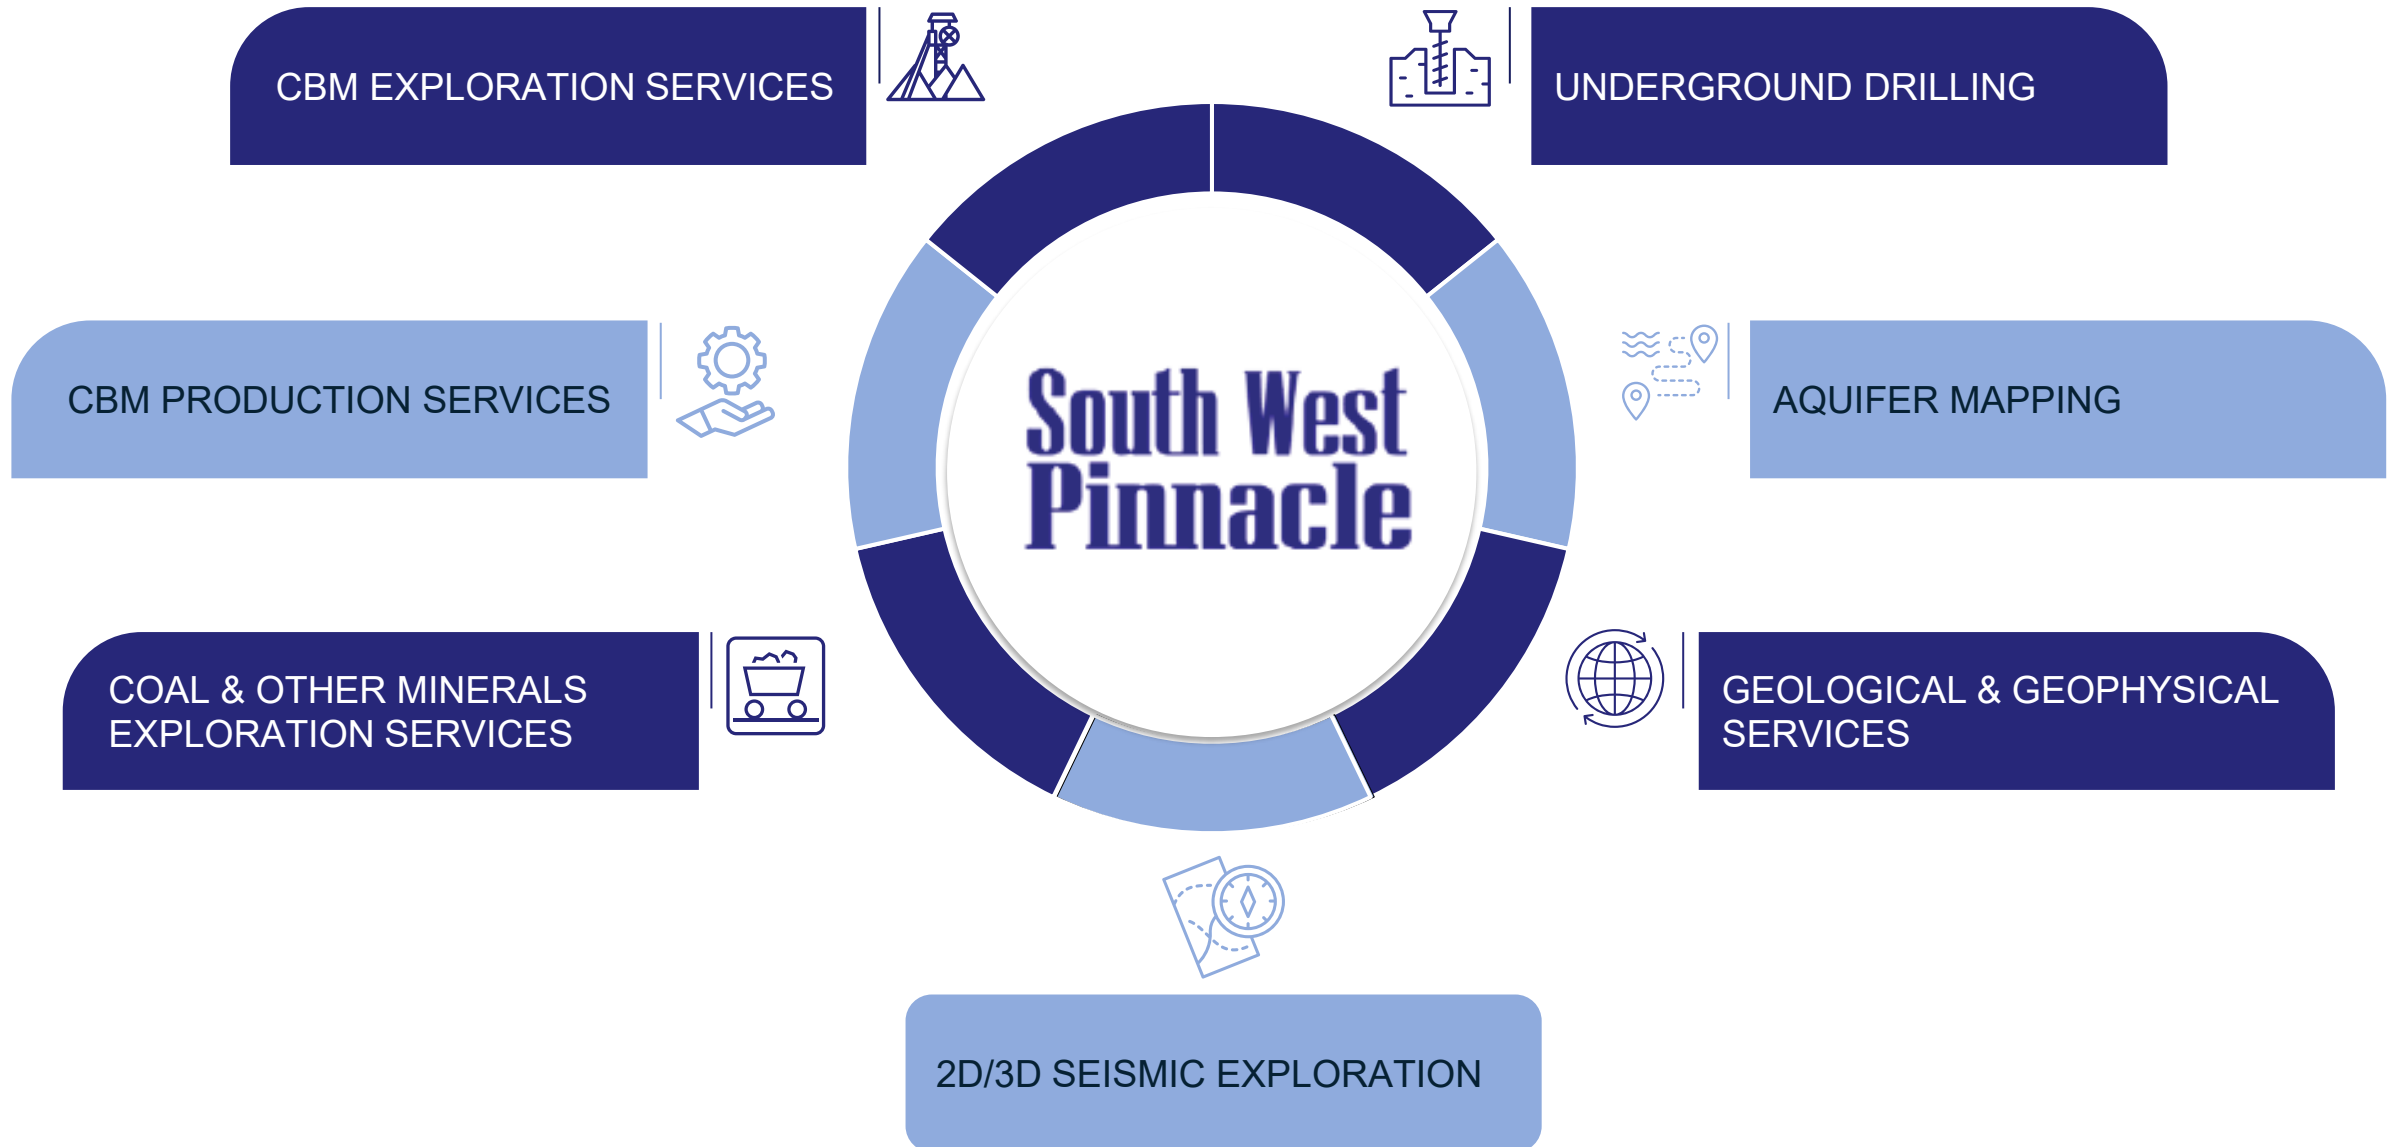 CBM EXPLORATION SERVICES
UNDERGROUND DRILLING
CBM PRODUCTION SERVICES
AQUIFER MAPPING
South West
Pinnacle
COAL & OTHER MINERALS
EXPLORATION SERVICES
GEOLOGICAL & GEOPHYSICAL
SERVICES
2D/3D SEISMIC EXPLORATION